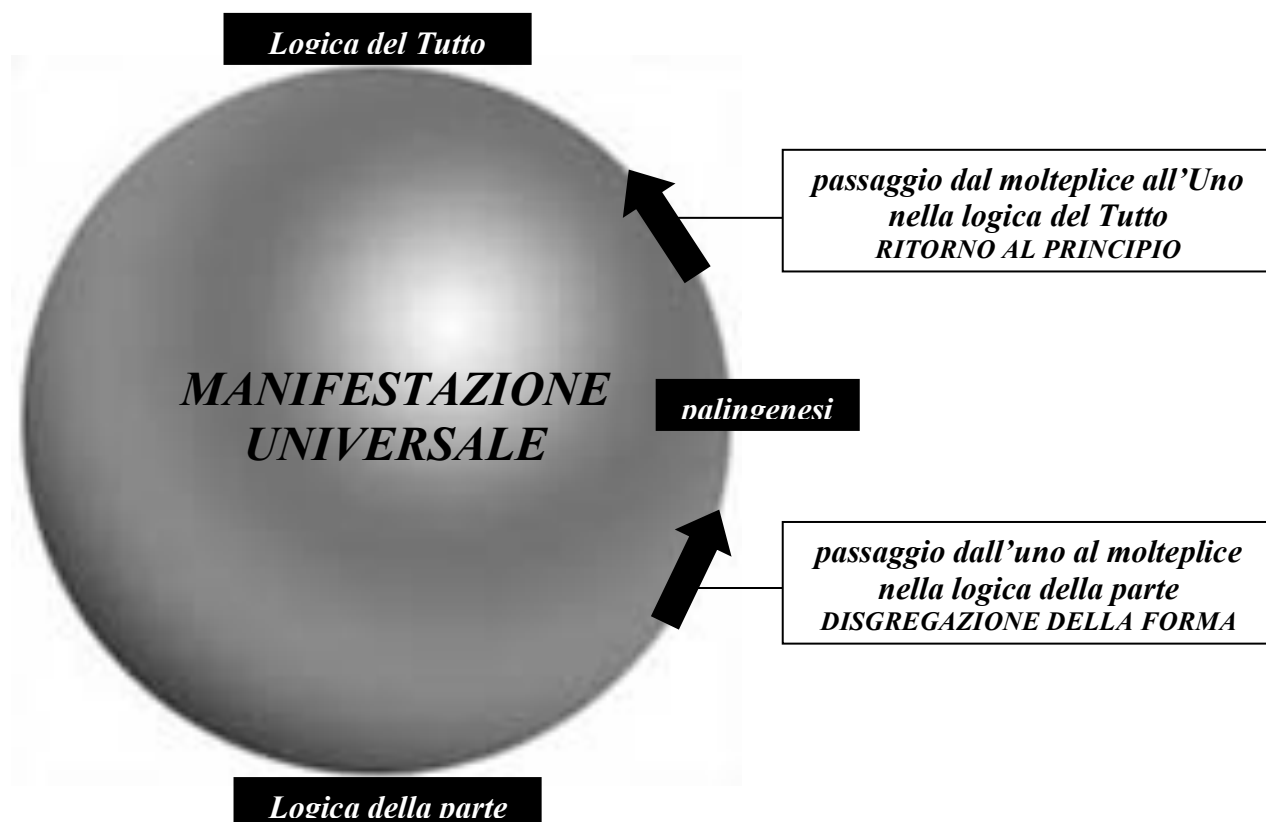 Logica del Tutto
passaggio dal molteplice all’Uno
nella logica del Tutto
RITORNO AL PRINCIPIO
MANIFESTAZIONE
UNIVERSALE
palingenesi
passaggio dall’uno al molteplice
nella logica della parte
DISGREGAZIONE DELLA FORMA
Logica della parte